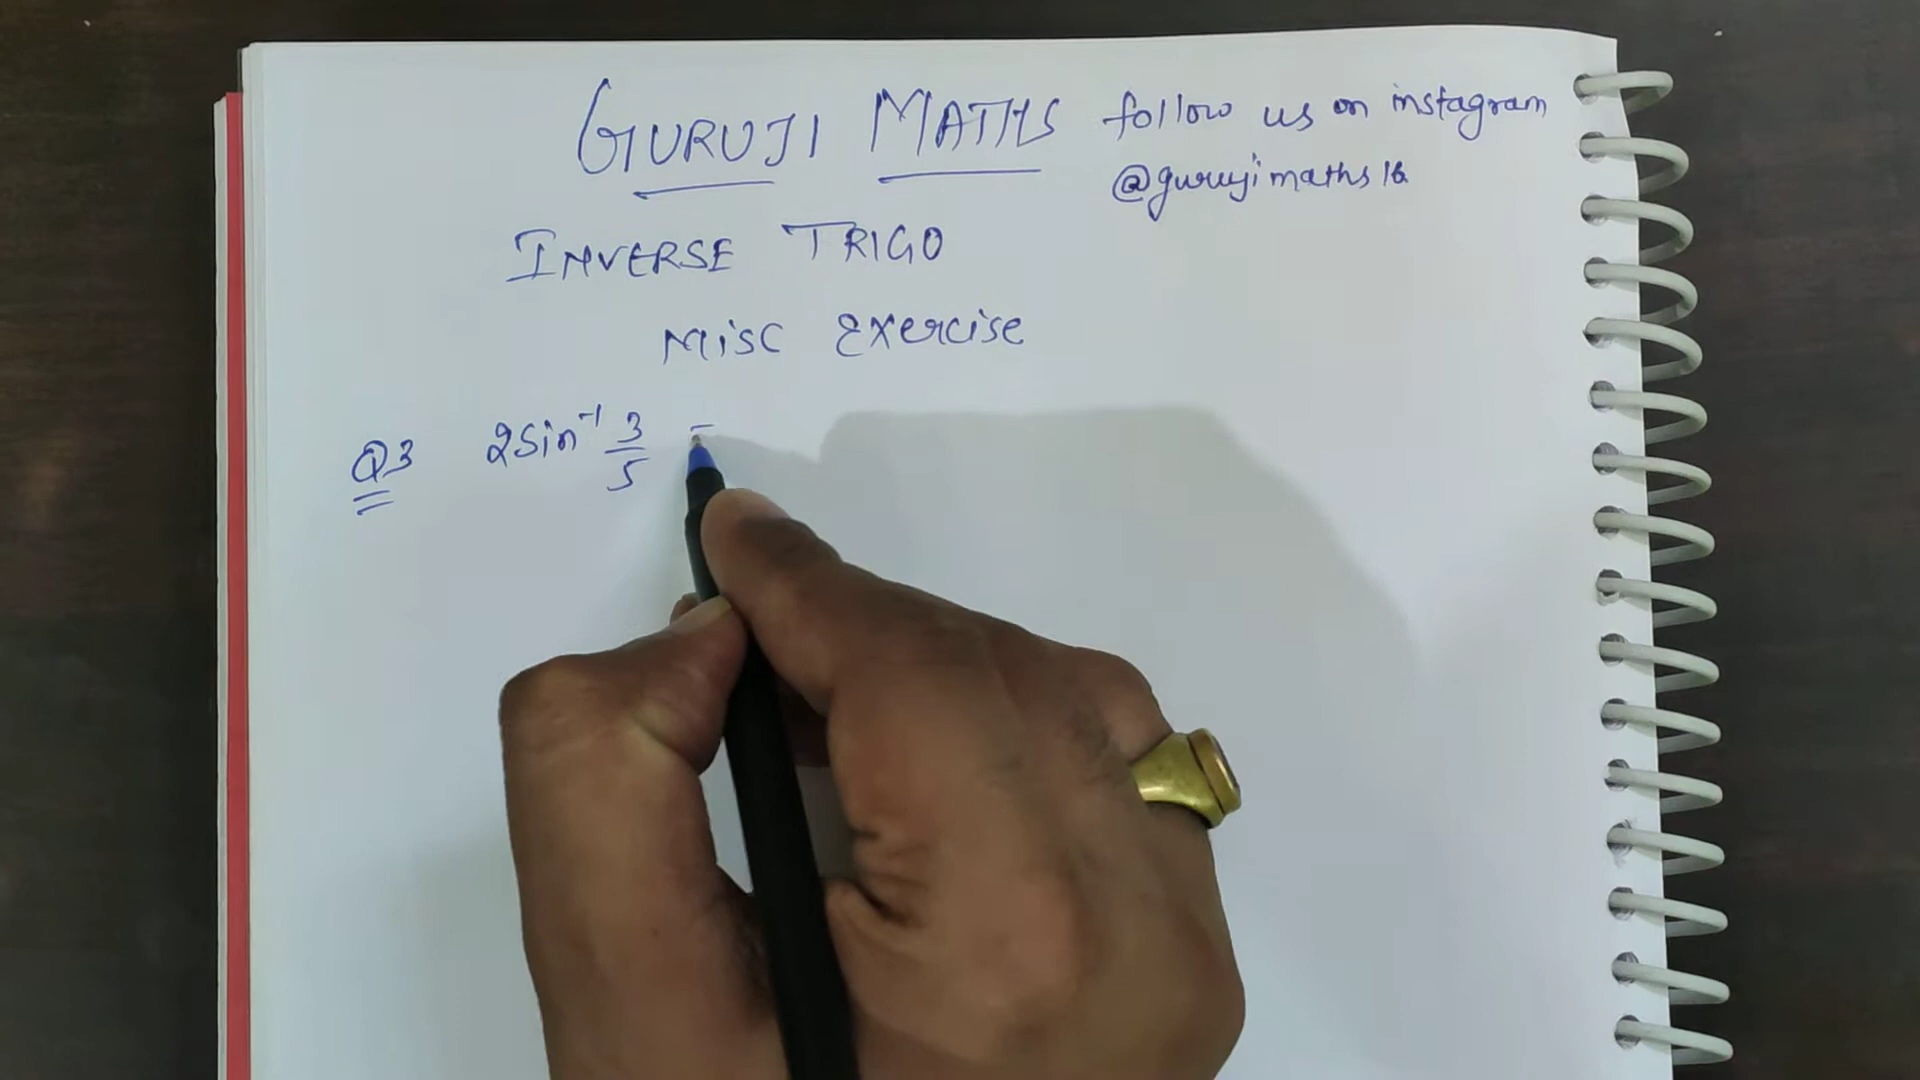 GURUJI MATHS follow us on instagram
@gurujimaths16
INVERSE TRIGO
Misc Exercise
Q3 2Sin⁻¹ 3/5 =